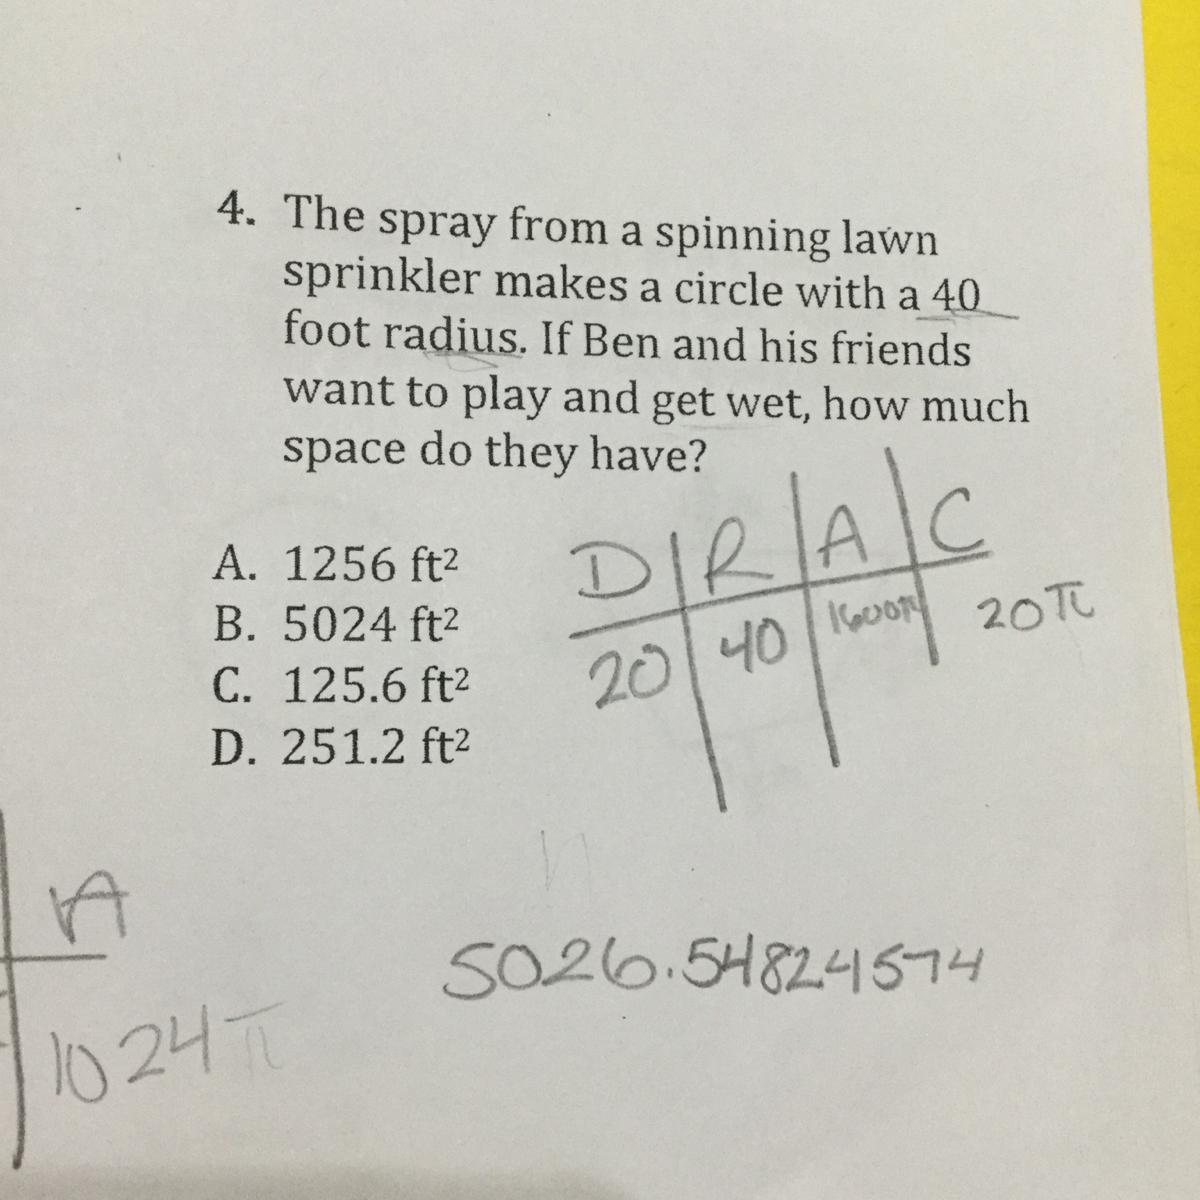 4. The spray from a spinning lawn
sprinkler makes a circle with a 40
foot radius. If Ben and his friends
want to play and get wet, how much
space do they have?
A. 1256 ft²
B. 5024 ft²
C. 125.6 ft²
D. 251.2 ft²
D R A C
20 40 1600π 20π
A
1024π
5026.54824574